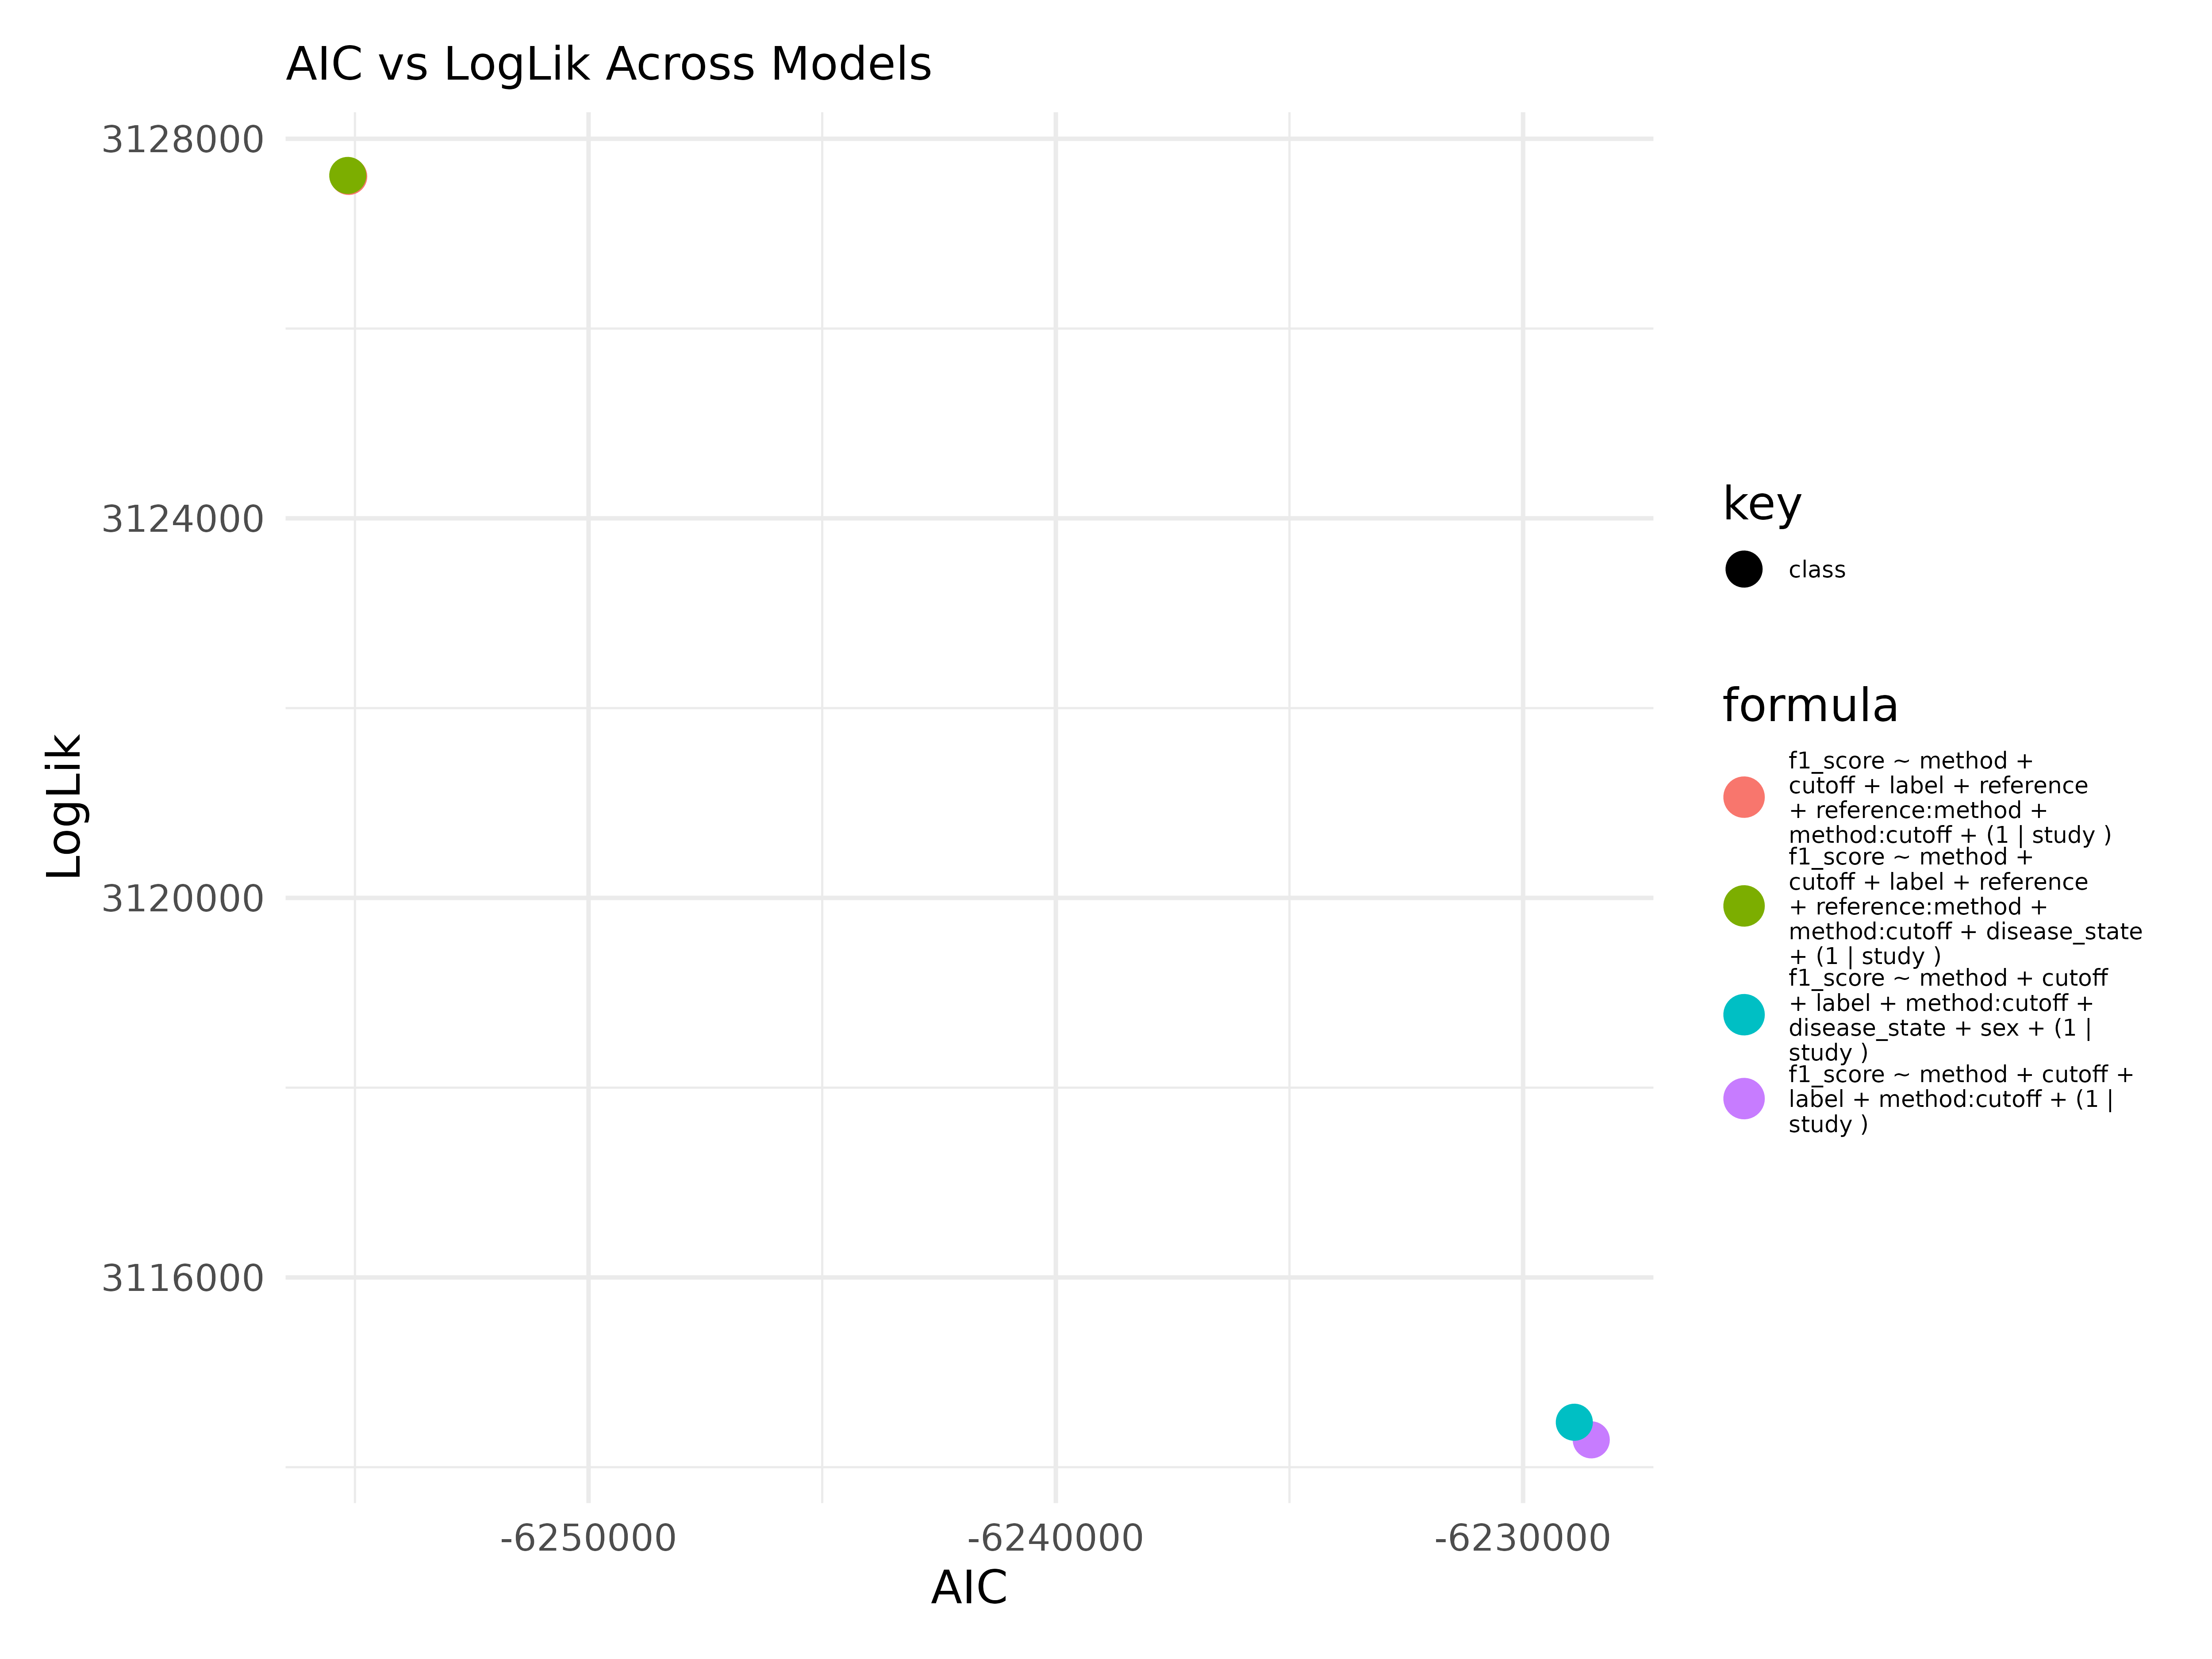 AIC vs LogLik Across Models
3128000
3124000
3120000
3116000
LogLik
-6250000
-6240000
-6230000
AIC
key
class
formula
f1_score ~ method +
cutoff + label + reference
+ reference:method +
method:cutoff + (1 | study )
f1_score ~ method +
cutoff + label + reference
+ reference:method +
method:cutoff + disease_state
+ (1 | study )
f1_score ~ method + cutoff
+ label + method:cutoff +
disease_state + sex + (1 |
study )
f1_score ~ method + cutoff +
label + method:cutoff + (1 |
study )